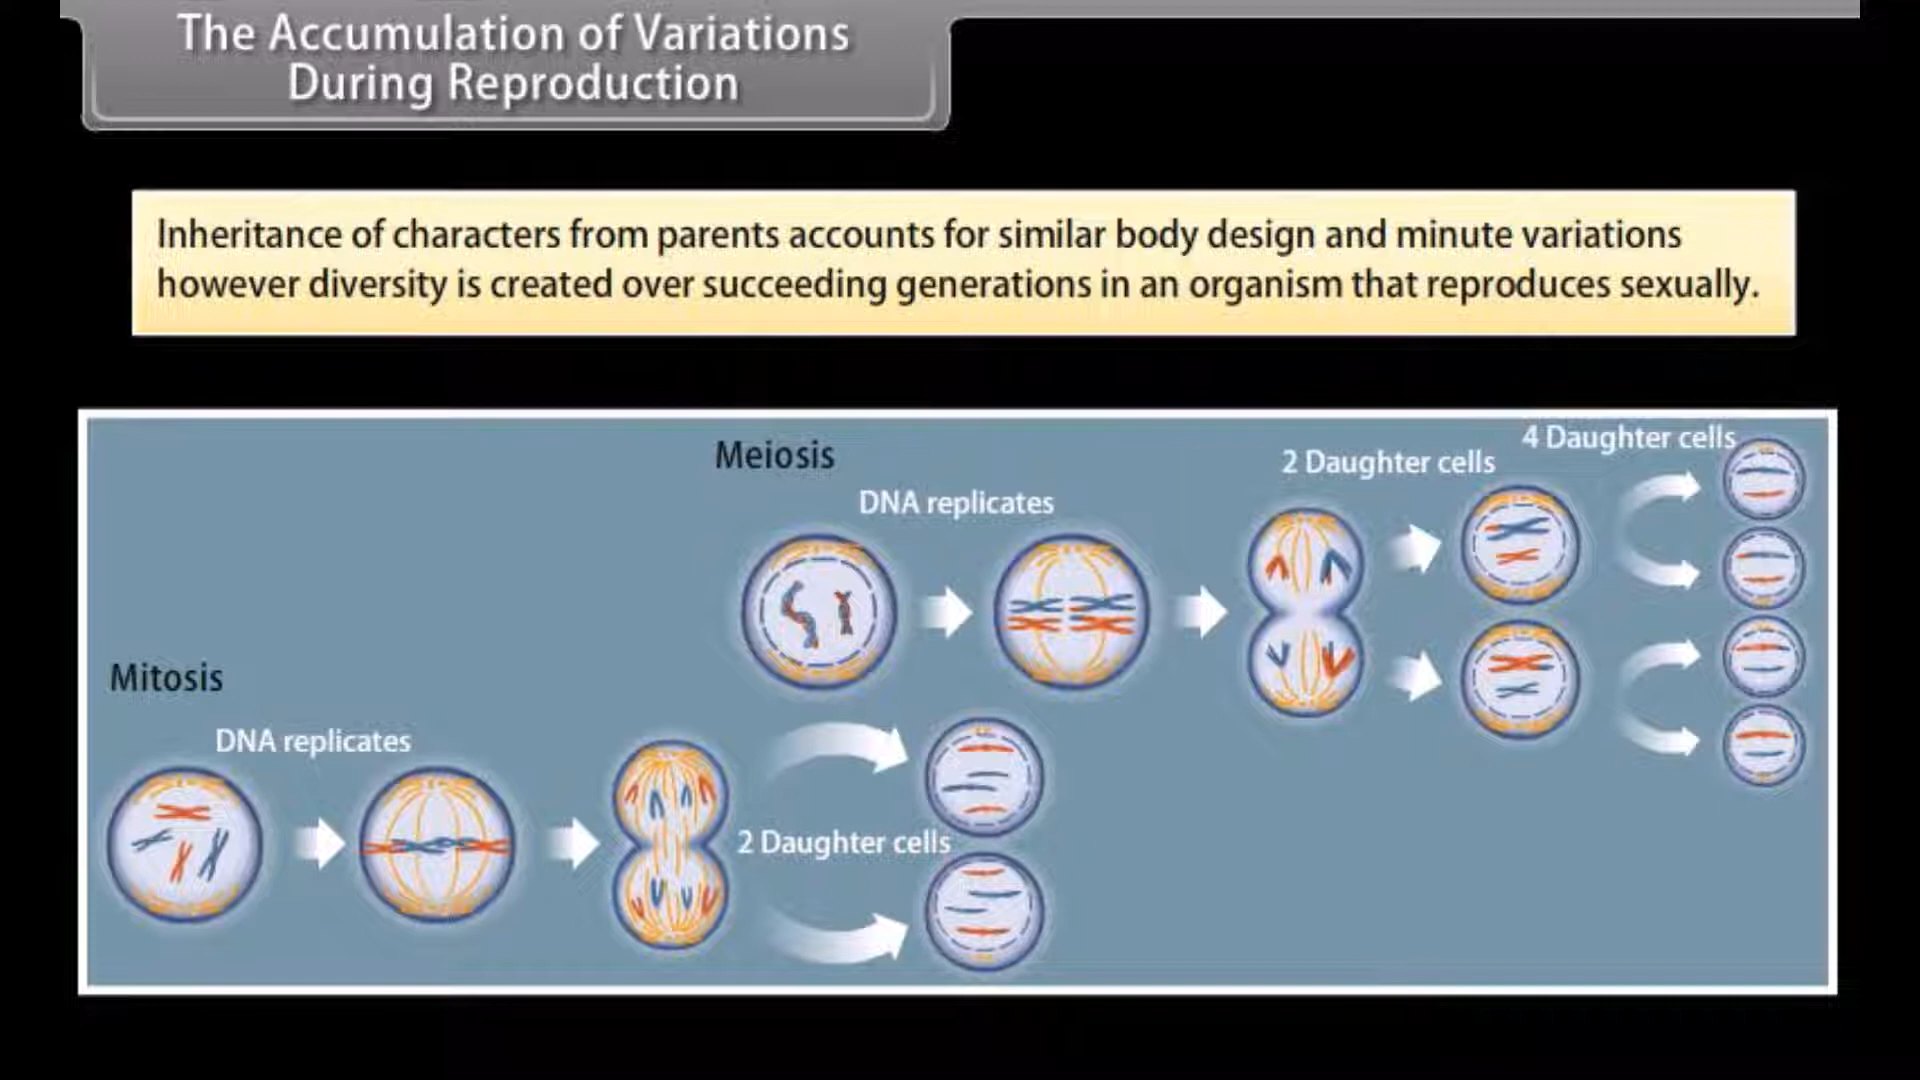 The Accumulation of Variations
During Reproduction
Inheritance of characters from parents accounts for similar body design and minute variations
however diversity is created over succeeding generations in an organism that reproduces sexually.
Meiosis
DNA replicates
2 Daughter cells
4 Daughter cells
Mitosis
DNA replicates
2 Daughter cells